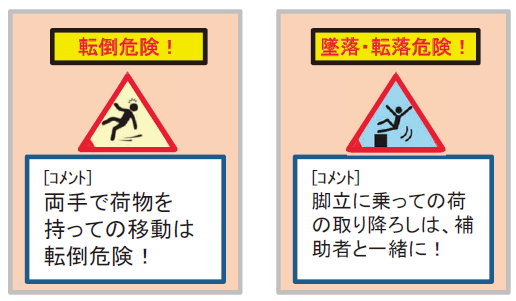 転倒危険！
[ｺﾒﾝﾄ]
両手で荷物を
持っての移動は
転倒危険！
墜落・転落危険！
[ｺﾒﾝﾄ]
脚立に乗っての荷
の取り降ろしは、補
助者と一緒に！